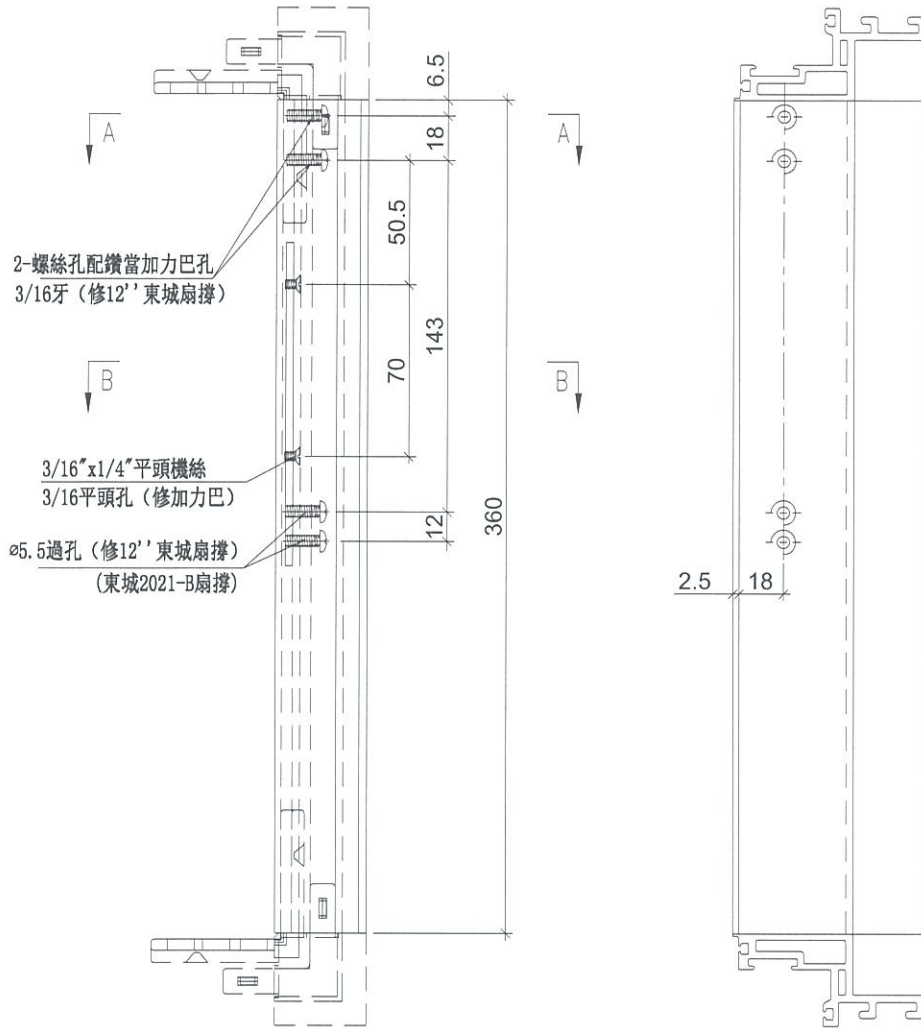 6.5
A
A
18
50.5
2-螺絲孔配鑽當加力巴孔
3/16牙（修12''東城扇撐）
143
B
B
70
3/16"x1/4"平頭機絲
3/16平頭孔（修加力巴）
360
12
ø5.5過孔（修12''東城扇撐）
(東城2021-B扇撐)
2.5
18